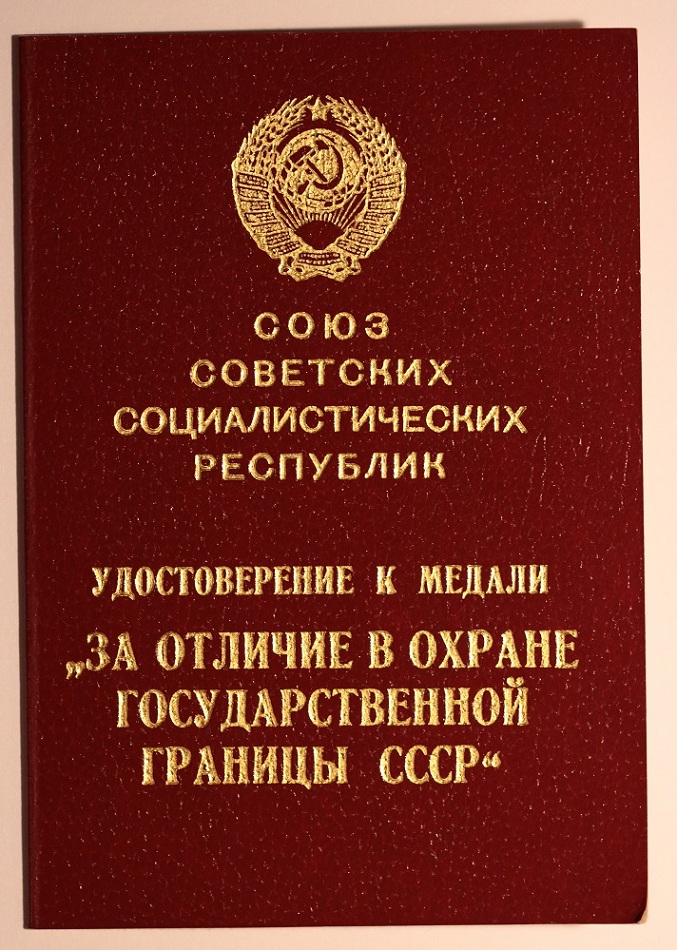 СОЮЗ
СОВЕТСКИХ
СОЦИАЛИСТИЧЕСКИХ
РЕСПУБЛИК
УДОСТОВЕРЕНИЕ К МЕДАЛИ
„ЗА ОТЛИЧИЕ В ОХРАНЕ
ГОСУДАРСТВЕННОЙ
ГРАНИЦЫ СССР“